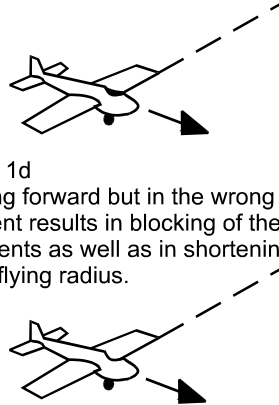 1d
ng forward but in the wrong
ent results in blocking of the
ents as well as in shortenin
flying radius.